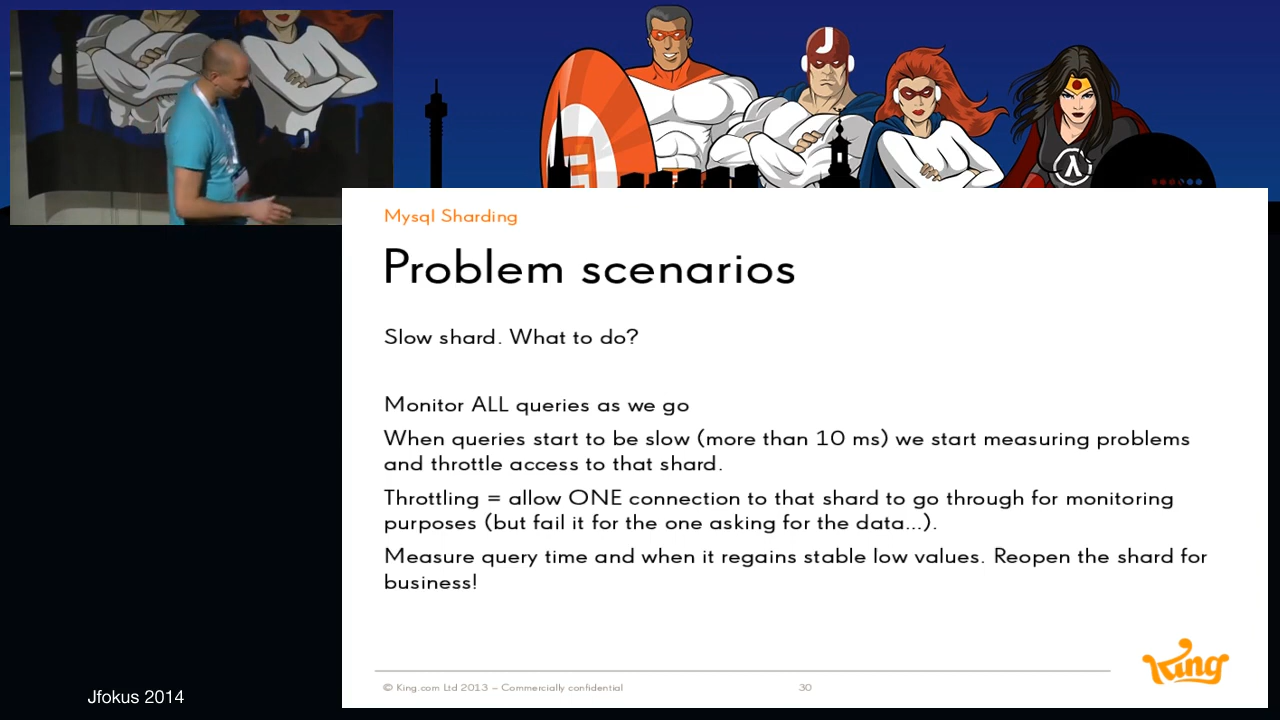 J
λ
Mysql Sharding
Problem scenarios
Slow shard. What to do?
Monitor ALL queries as we go
When queries start to be slow (more than 10 ms) we start measuring problems
and throttle access to that shard.
Throttling = allow ONE connection to that shard to go through for monitoring
purposes (but fail it for the one asking for the data...).
Measure query time and when it regains stable low values. Reopen the shard for
business!
© King.com Ltd 2013 – Commercially confidential
30
King
Jfokus 2014